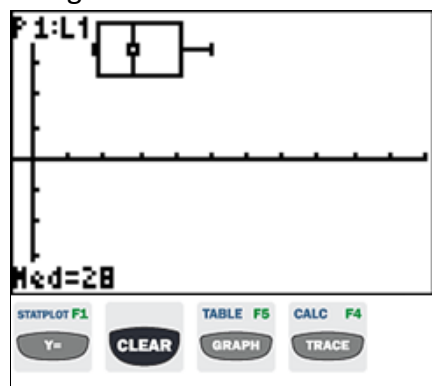 P1:L1
Med=28
STATPLOT F1
TABLE F5
CALC F4
Y=
CLEAR
GRAPH
TRACE